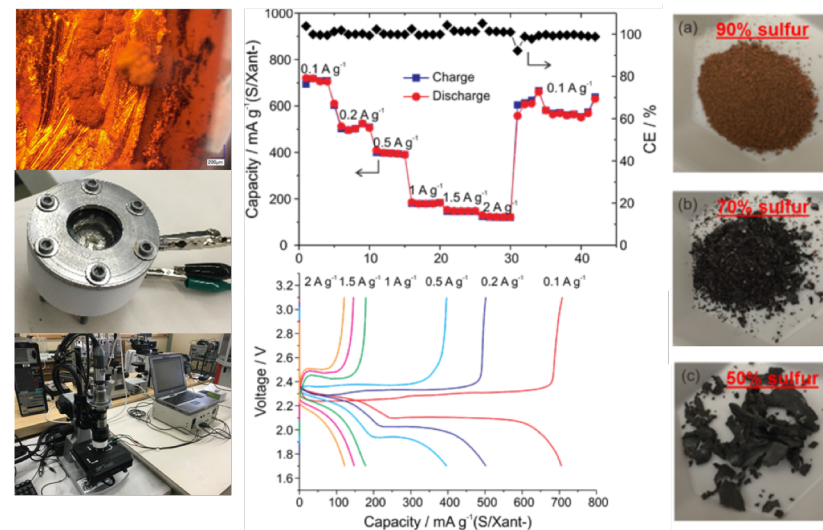 200µm
1000
800
600
400
200
0
Capacity / mA g⁻¹(S/Xant-)
0.1 A g⁻¹
0.2 A g⁻¹
0.5 A g⁻¹
1 A g⁻¹
1.5 A g⁻¹
2 A g⁻¹
0.1 A g⁻¹
Charge
Discharge
100
80
60
40
20
0
CE / %
0 10 20 30 40
2 A g⁻¹ 1.5 A g⁻¹ 1 A g⁻¹ 0.5 A g⁻¹ 0.2 A g⁻¹ 0.1 A g⁻¹
3.2
3.0
2.8
2.6
2.4
2.2
2.0
1.8
1.6
Voltage / V
0 100 200 300 400 500 600 700 800
Capacity / mA g⁻¹(S/Xant-)
(a) 90% sulfur
(b) 70% sulfur
(c) 50% sulfur